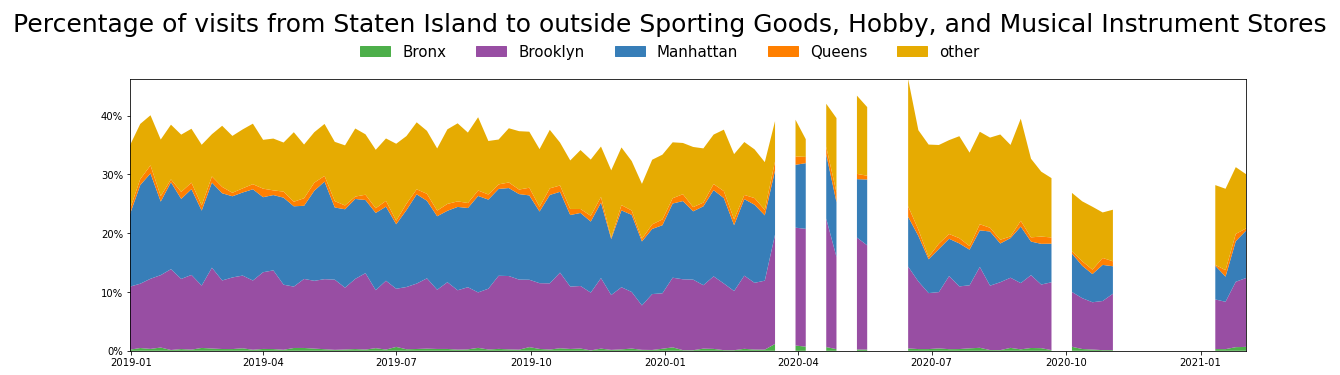 Percentage of visits from Staten Island to outside Sporting Goods, Hobby, and Musical Instrument Stores
Bronx Brooklyn Manhattan Queens other
40%
30%
20%
10%
0%
2019-01 2019-04 2019-07 2019-10 2020-01 2020-04 2020-07 2020-10 2021-01